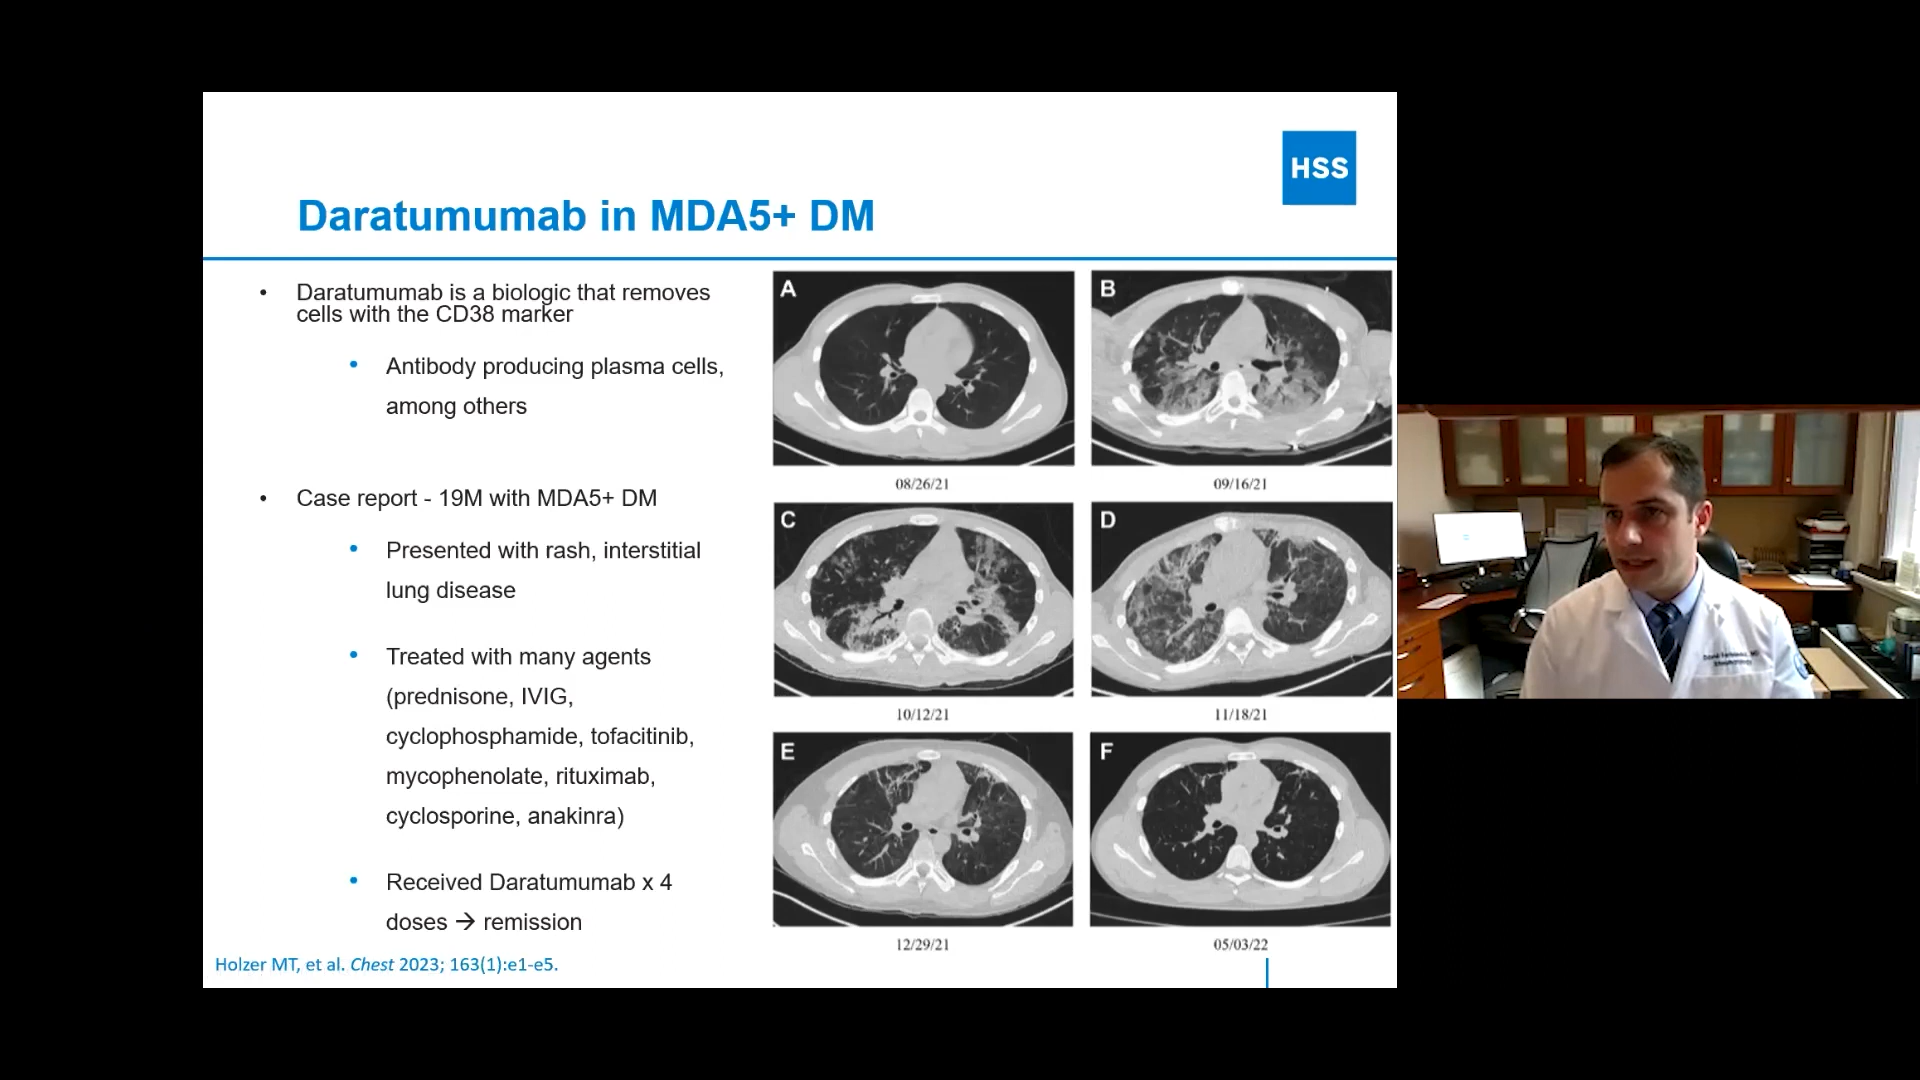 HSS
Daratumumab in MDA5+ DM
• Daratumumab is a biologic that removes
cells with the CD38 marker
• Antibody producing plasma cells,
among others
• Case report - 19M with MDA5+ DM
• Presented with rash, interstitial
lung disease
• Treated with many agents
(prednisone, IVIG,
cyclophosphamide, tofacitinib,
mycophenolate, rituximab,
cyclosporine, anakinra)
• Received Daratumumab x 4
doses → remission
Holzer MT, et al. Chest 2023; 163(1):e1-e5.
A
08/26/21
B
09/16/21
C
10/12/21
D
11/18/21
E
12/29/21
F
05/03/22